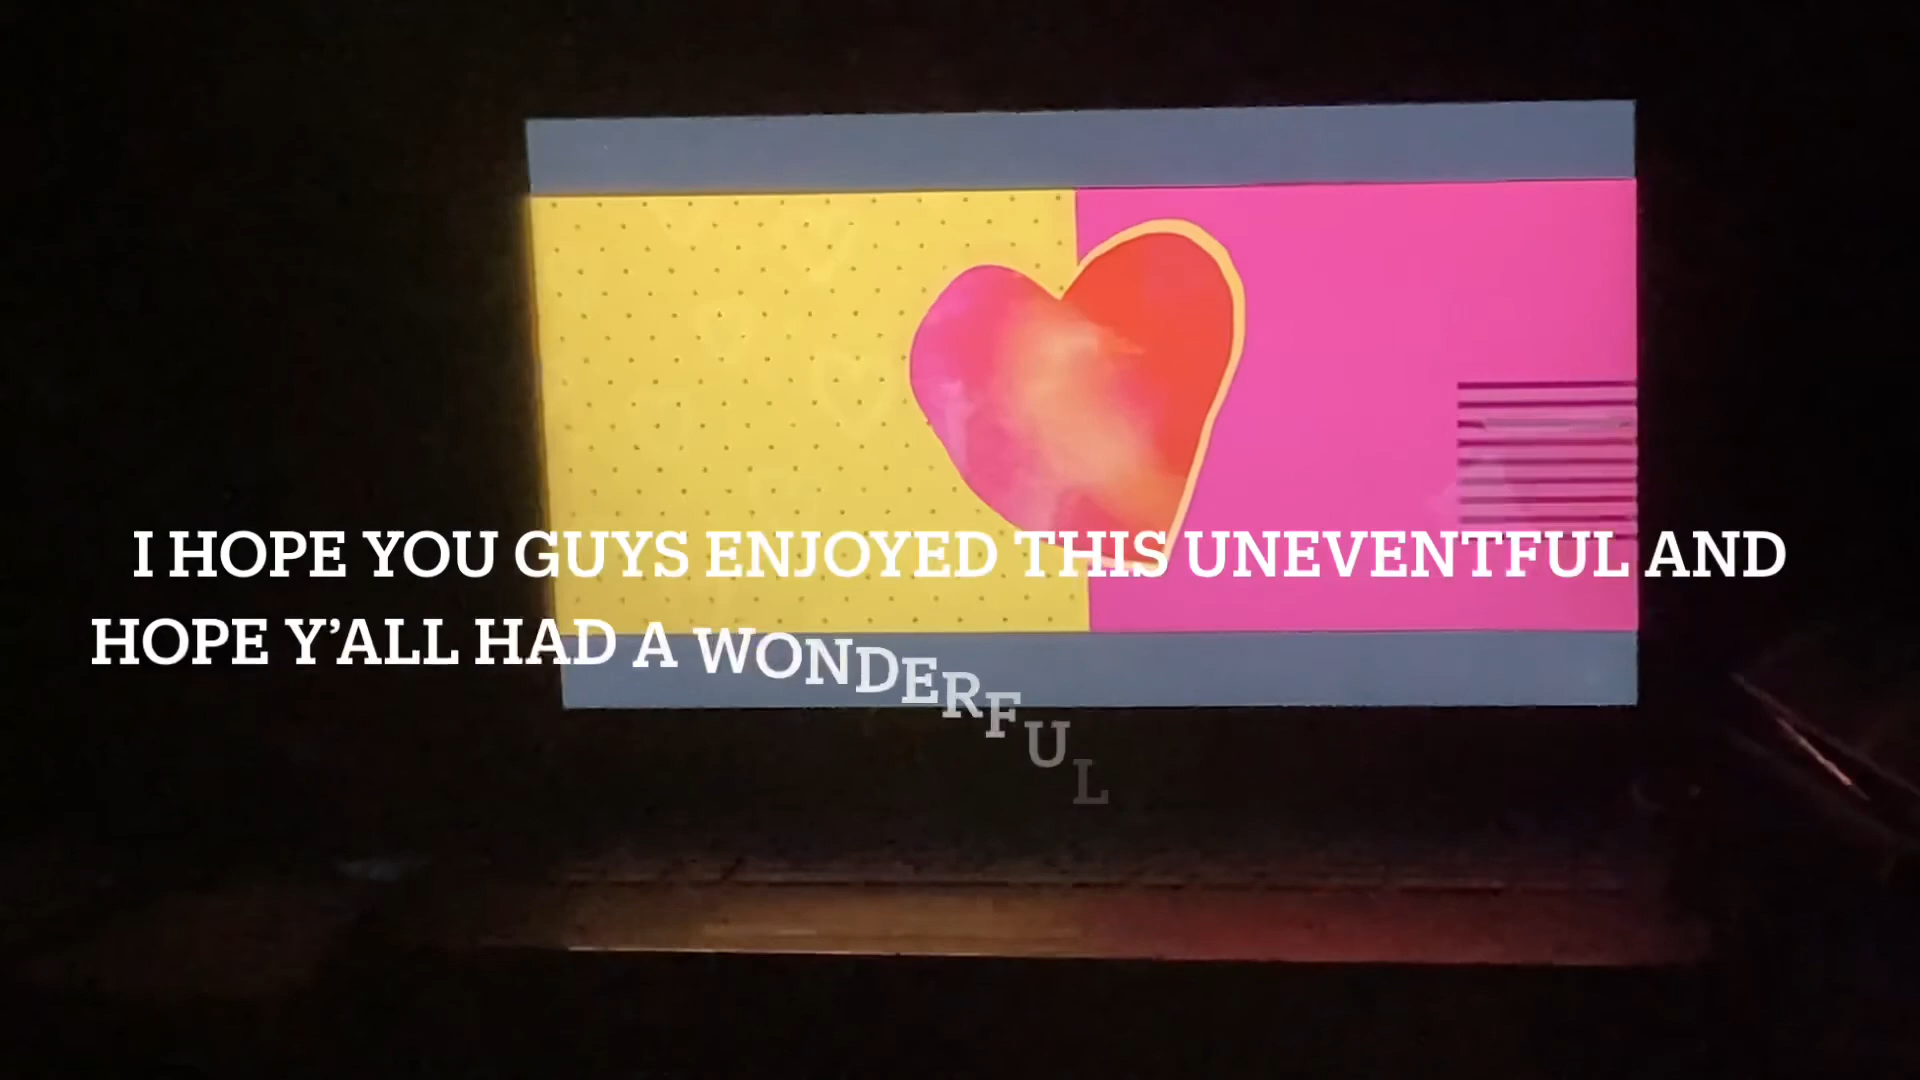 I HOPE YOU GUYS ENJOYED THIS UNEVENTFUL AND
HOPE Y’ALL HAD A WONDERFUL